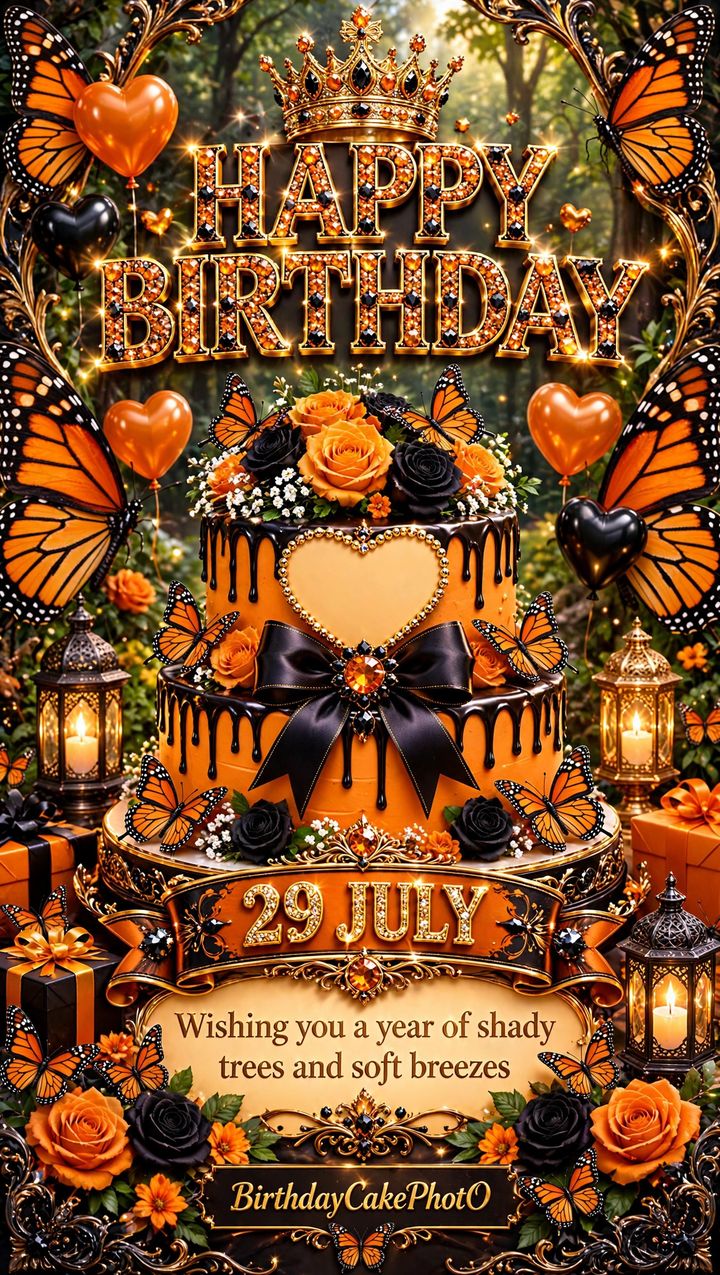 HAPPY
BIRTHDAY
29 JULY
Wishing you a year of shady
trees and soft breezes
BirthdayCakePhotO